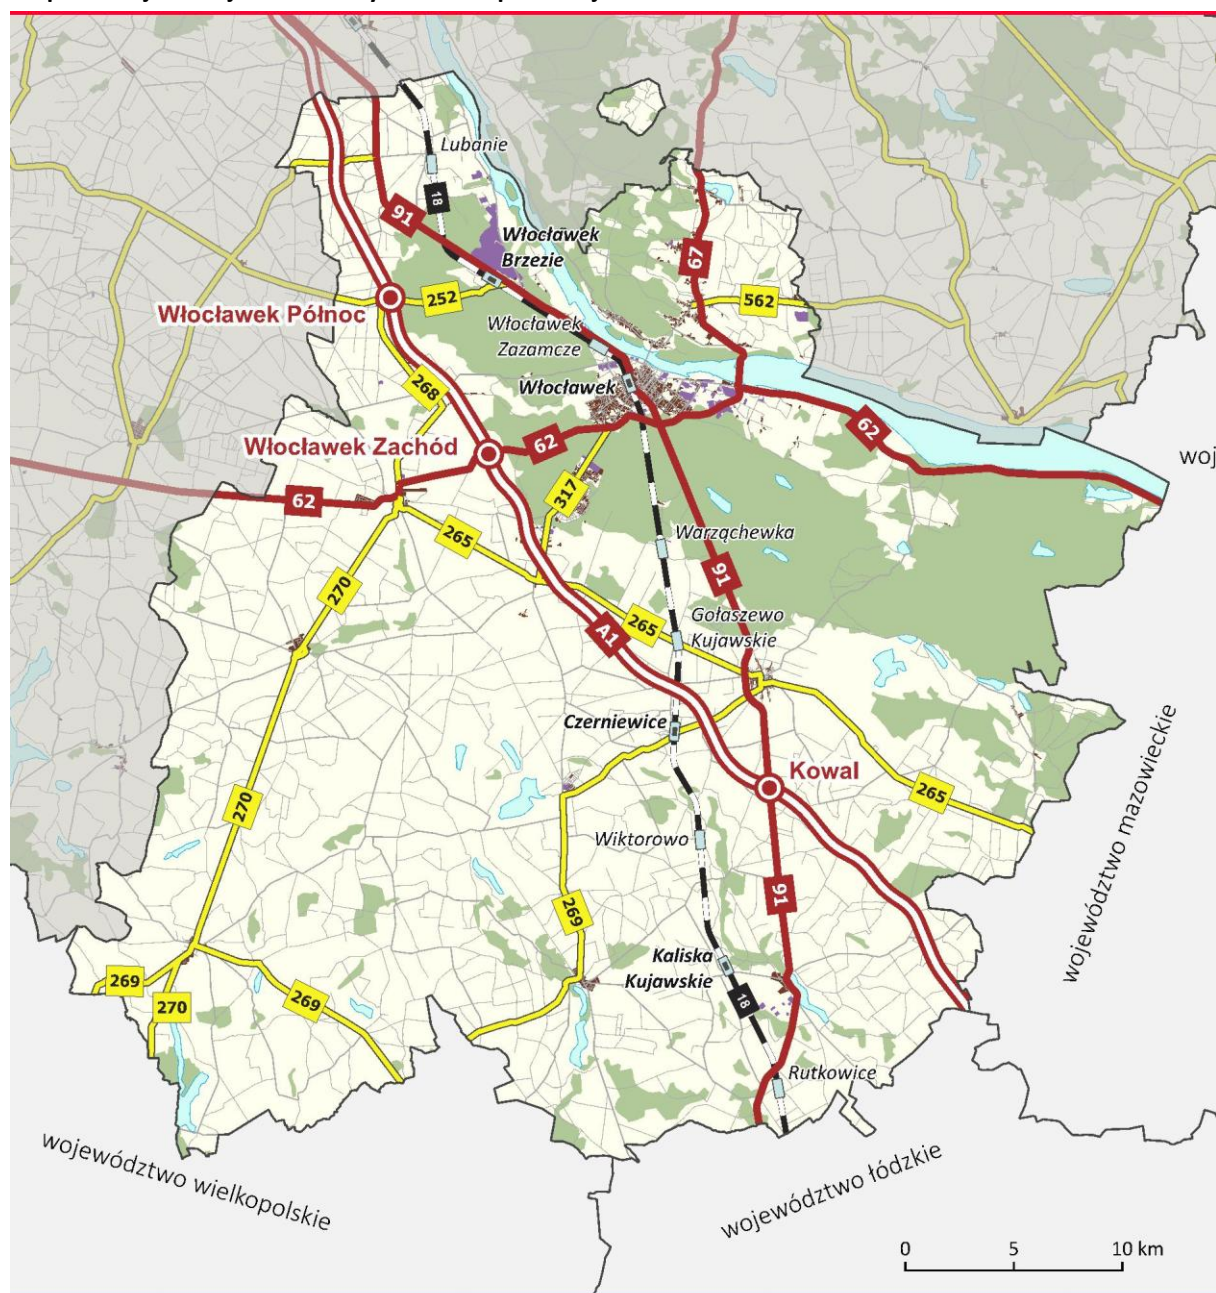 Lubanie
18
91
Włocławek
Brzezie
67
252
562
Włocławek Północ
Włocławek
Zazamcze
268
Włocławek
62
62
Włocławek Zachód
woj
317
62
265
Warząchewka
91
270
265
A1
Gołaszewo
Kujawskie
Czerniewice
Kowal
265
270
województwo mazowieckie
Wiktorowo
91
269
Kaliska
Kujawskie
269
269
18
270
Rutkowice
województwo wielkopolskie
województwo łódzkie
0 5 10 km